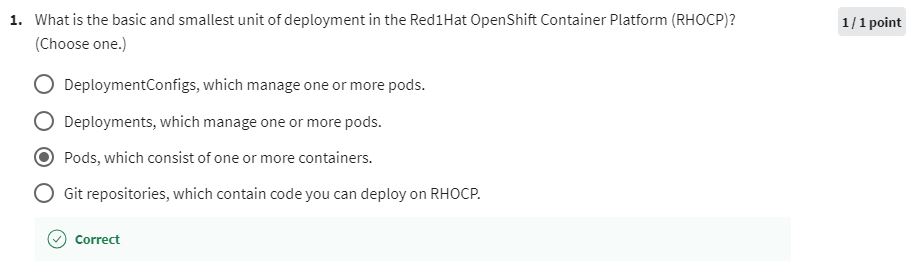 1. What is the basic and smallest unit of deployment in the Red1Hat OpenShift Container Platform (RHOCP)?
1 / 1 point
(Choose one.)
DeploymentConfigs, which manage one or more pods.
Deployments, which manage one or more pods.
Pods, which consist of one or more containers.
Git repositories, which contain code you can deploy on RHOCP.
Correct